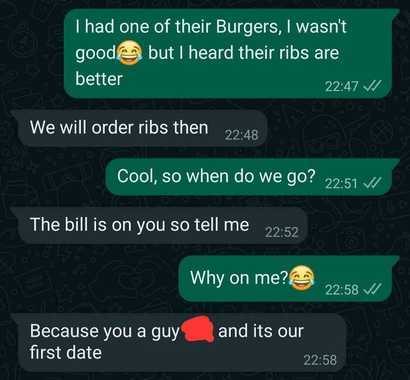 I had one of their Burgers, I wasn't
good😂 but I heard their ribs are
better
22:47
We will order ribs then 22:48
Cool, so when do we go? 22:51
The bill is on you so tell me 22:52
Why on me?😂
22:58
Because you a guy and its our
first date
22:58